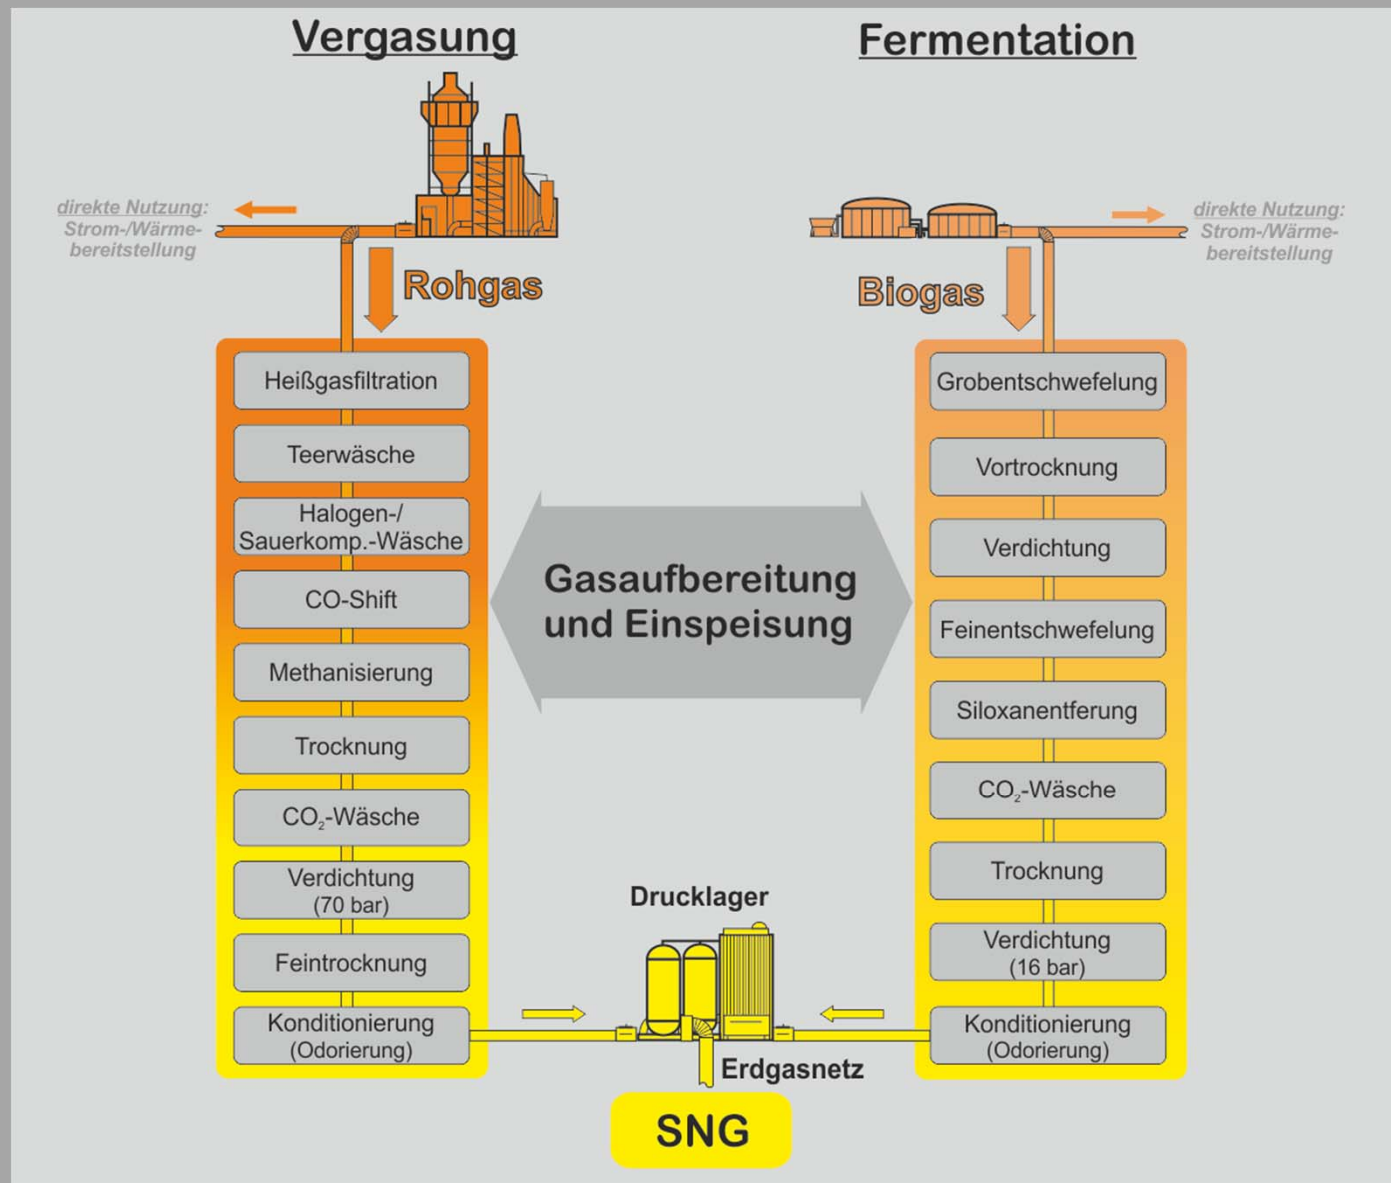 Vergasung
Fermentation
direkte Nutzung:
Strom-/Wärme-
bereitstellung
direkte Nutzung:
Strom-/Wärme-
bereitstellung
Rohgas
Biogas
Heißgasfiltration
Teerwäsche
Halogen-/
Sauerkomp.-Wäsche
CO-Shift
Methanisierung
Trocknung
CO₂-Wäsche
Verdichtung
(70 bar)
Feintrocknung
Konditionierung
(Odorierung)
Gasaufbereitung
und Einspeisung
Grobentschwefelung
Vortrocknung
Verdichtung
Feinentschwefelung
Siloxanentferung
CO₂-Wäsche
Trocknung
Verdichtung
(16 bar)
Konditionierung
(Odorierung)
Drucklager
Erdgasnetz
SNG